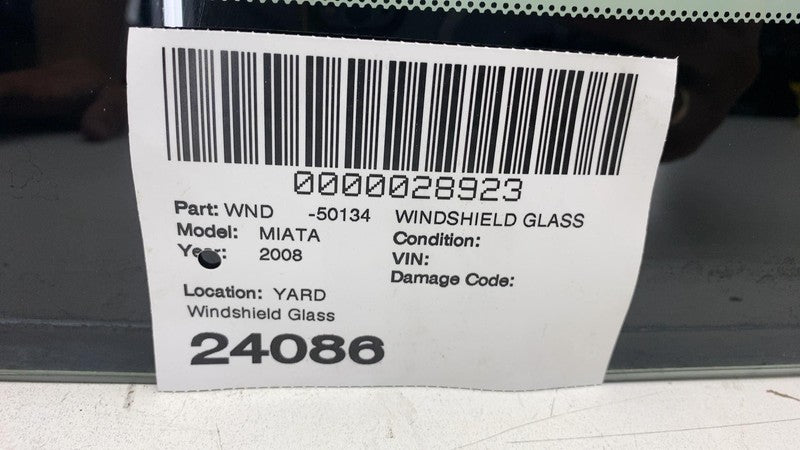 0000028923
Part: WND -50134 WINDSHIELD GLASS
Model: MIATA Condition:
Year: 2008 VIN:
Damage Code:
Location: YARD
Windshield Glass
24086